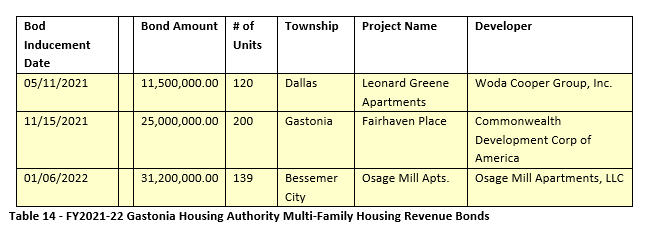 Bod Inducement Date | Bond Amount | # of Units | Township | Project Name | Developer
05/11/2021 | 11,500,000.00 | 120 | Dallas | Leonard Greene Apartments | Woda Cooper Group, Inc.
11/15/2021 | 25,000,000.00 | 200 | Gastonia | Fairhaven Place | Commonwealth Development Corp of America
01/06/2022 | 31,200,000.00 | 139 | Bessemer City | Osage Mill Apts. | Osage Mill Apartments, LLC
Table 14 - FY2021-22 Gastonia Housing Authority Multi-Family Housing Revenue Bonds